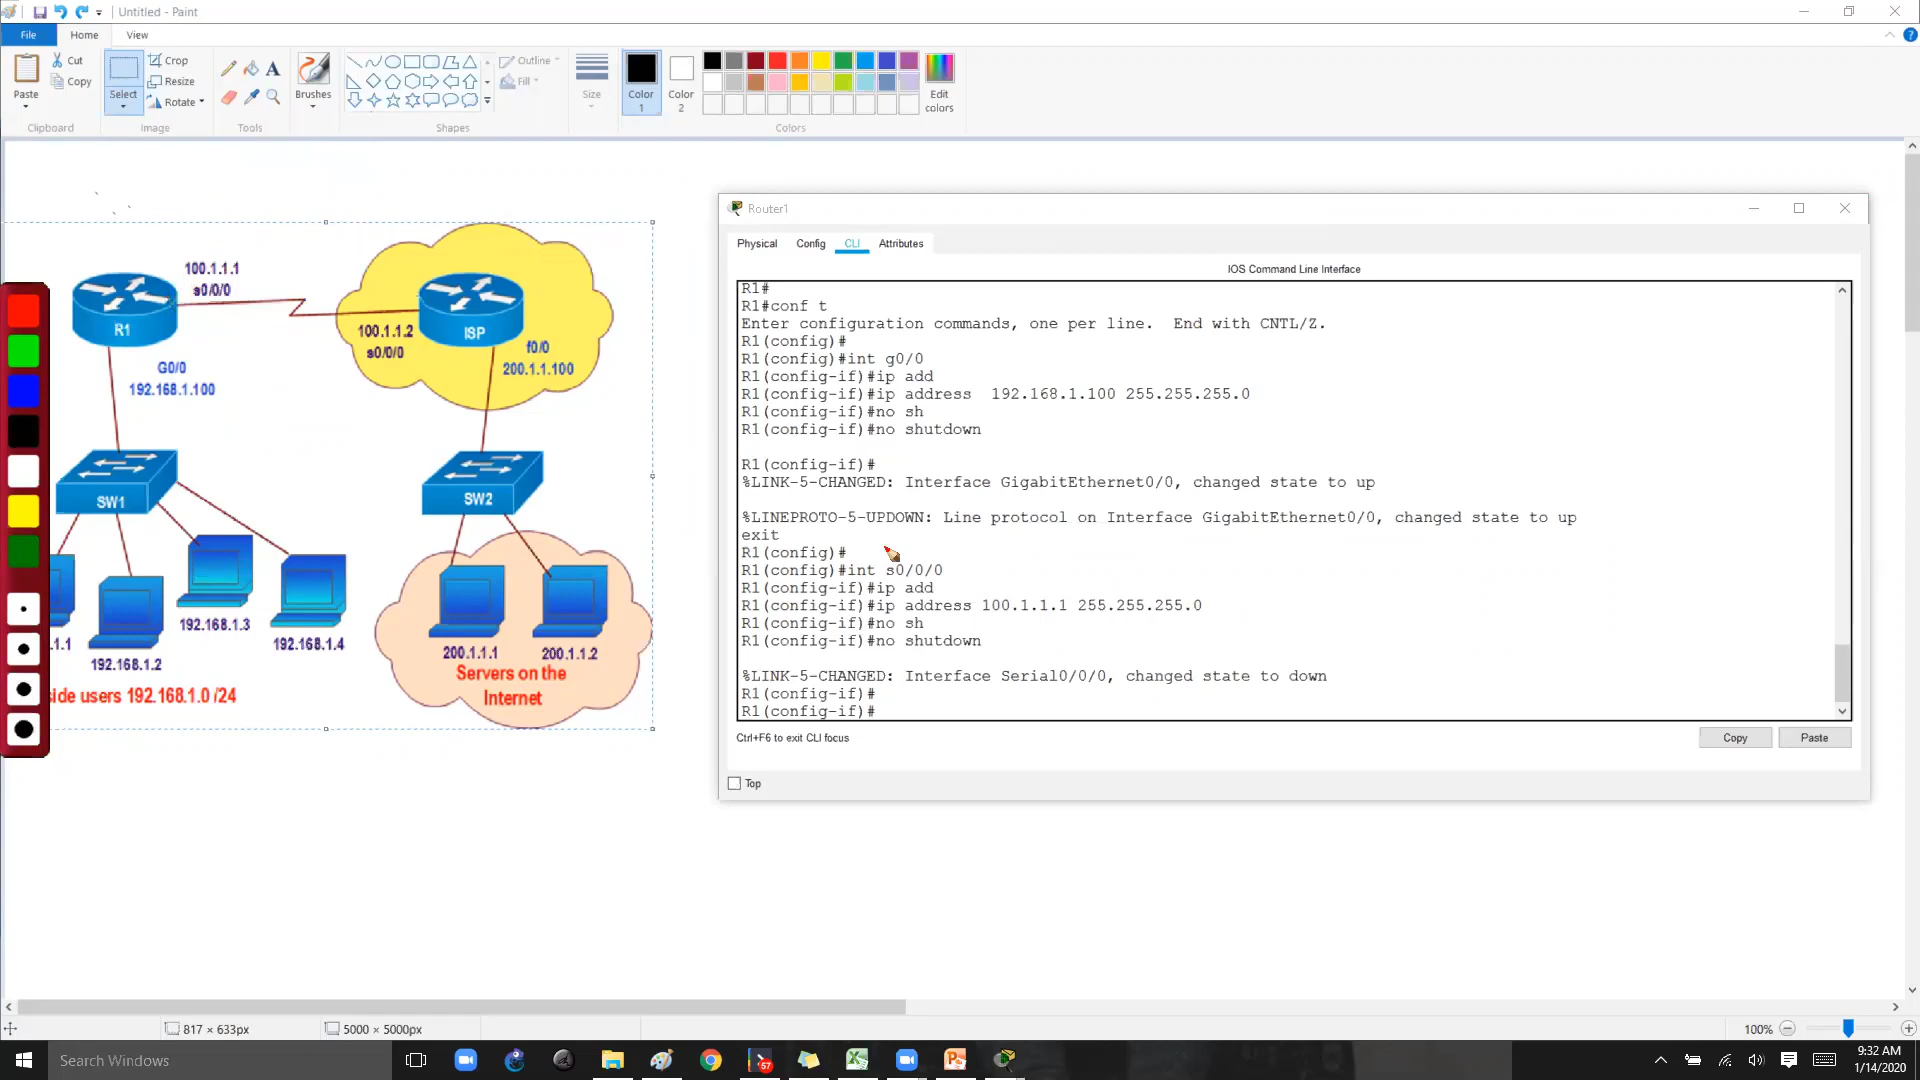 Untitled - Paint
File
Home
View
Paste
Cut
Copy
Clipboard
Select
Crop
Resize
Rotate
Image
A
Tools
Brushes
Shapes
Outline
Fill
Size
Color
1
Color
2
Edit
colors
Colors
100.1.1.1
s0/0/0
R1
G0/0
192.168.1.100
100.1.1.2
s0/0/0
ISP
f0/0
200.1.1.100
SW1
SW2
.1.1
192.168.1.2
192.168.1.3
192.168.1.4
side users 192.168.1.0 /24
200.1.1.1
200.1.1.2
Servers on the
Internet
Router1
Physical
Config
CLI
Attributes
IOS Command Line Interface
R1#
R1#conf t
Enter configuration commands, one per line. End with CNTL/Z.
R1(config)#
R1(config)#int g0/0
R1(config-if)#ip add
R1(config-if)#ip address 192.168.1.100 255.255.255.0
R1(config-if)#no sh
R1(config-if)#no shutdown
R1(config-if)#
%LINK-5-CHANGED: Interface GigabitEthernet0/0, changed state to up
%LINEPROTO-5-UPDOWN: Line protocol on Interface GigabitEthernet0/0, changed state to up
exit
R1(config)#
R1(config)#int s0/0/0
R1(config-if)#ip add
R1(config-if)#ip address 100.1.1.1 255.255.255.0
R1(config-if)#no sh
R1(config-if)#no shutdown
%LINK-5-CHANGED: Interface Serial0/0/0, changed state to down
R1(config-if)#
R1(config-if)#
Ctrl+F6 to exit CLI focus
Copy
Paste
Top
817 × 633px
5000 × 5000px
100%
Search Windows
57
9:32 AM
1/14/2020